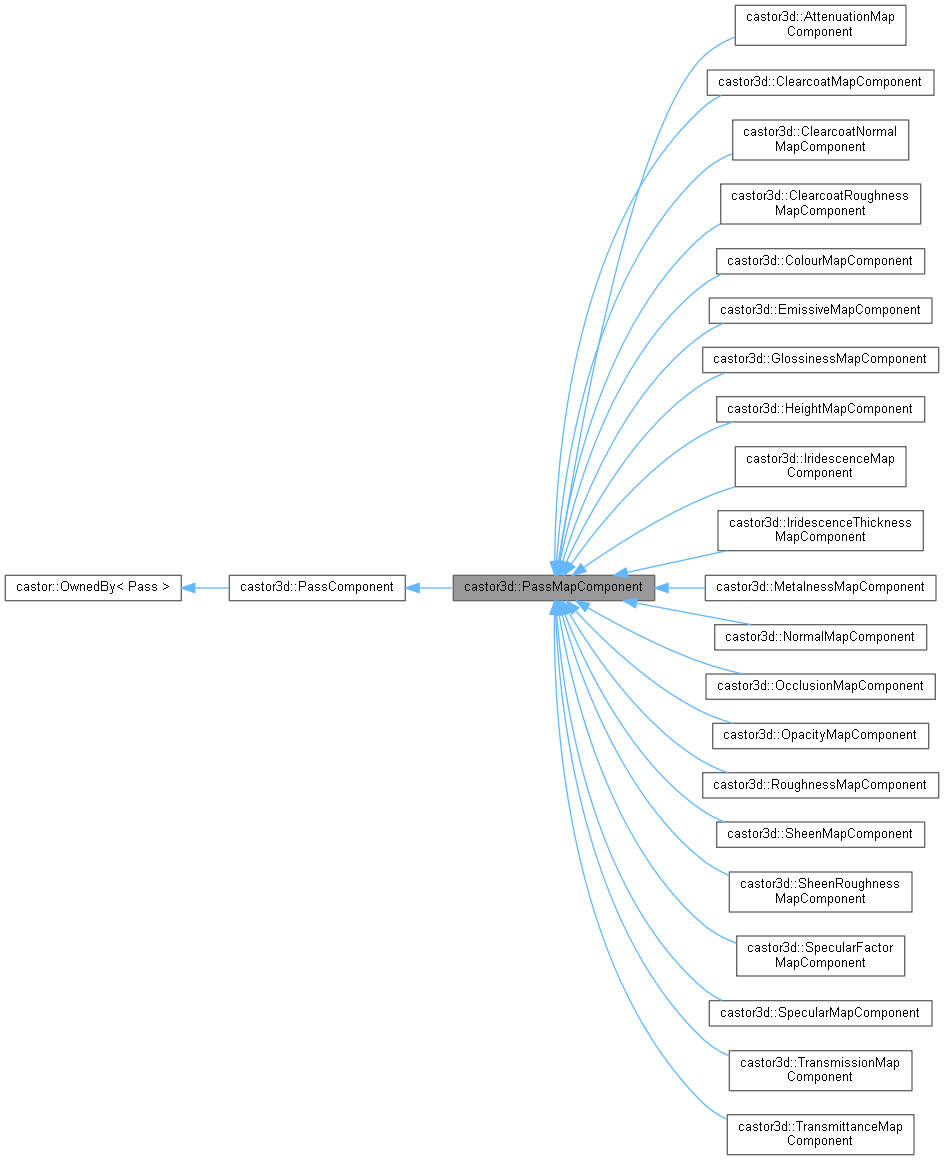 castor3d::AttenuationMap
Component
castor3d::ClearcoatMapComponent
castor3d::ClearcoatNormal
MapComponent
castor3d::ClearcoatRoughness
MapComponent
castor3d::ColourMapComponent
castor3d::EmissiveMapComponent
castor3d::GlossinessMapComponent
castor3d::HeightMapComponent
castor3d::IridescenceMap
Component
castor3d::IridescenceThickness
MapComponent
castor::OwnedBy< Pass >
castor3d::PassComponent
castor3d::PassMapComponent
castor3d::MetalnessMapComponent
castor3d::NormalMapComponent
castor3d::OcclusionMapComponent
castor3d::OpacityMapComponent
castor3d::RoughnessMapComponent
castor3d::SheenMapComponent
castor3d::SheenRoughness
MapComponent
castor3d::SpecularFactor
MapComponent
castor3d::SpecularMapComponent
castor3d::TransmissionMap
Component
castor3d::TransmittanceMap
Component